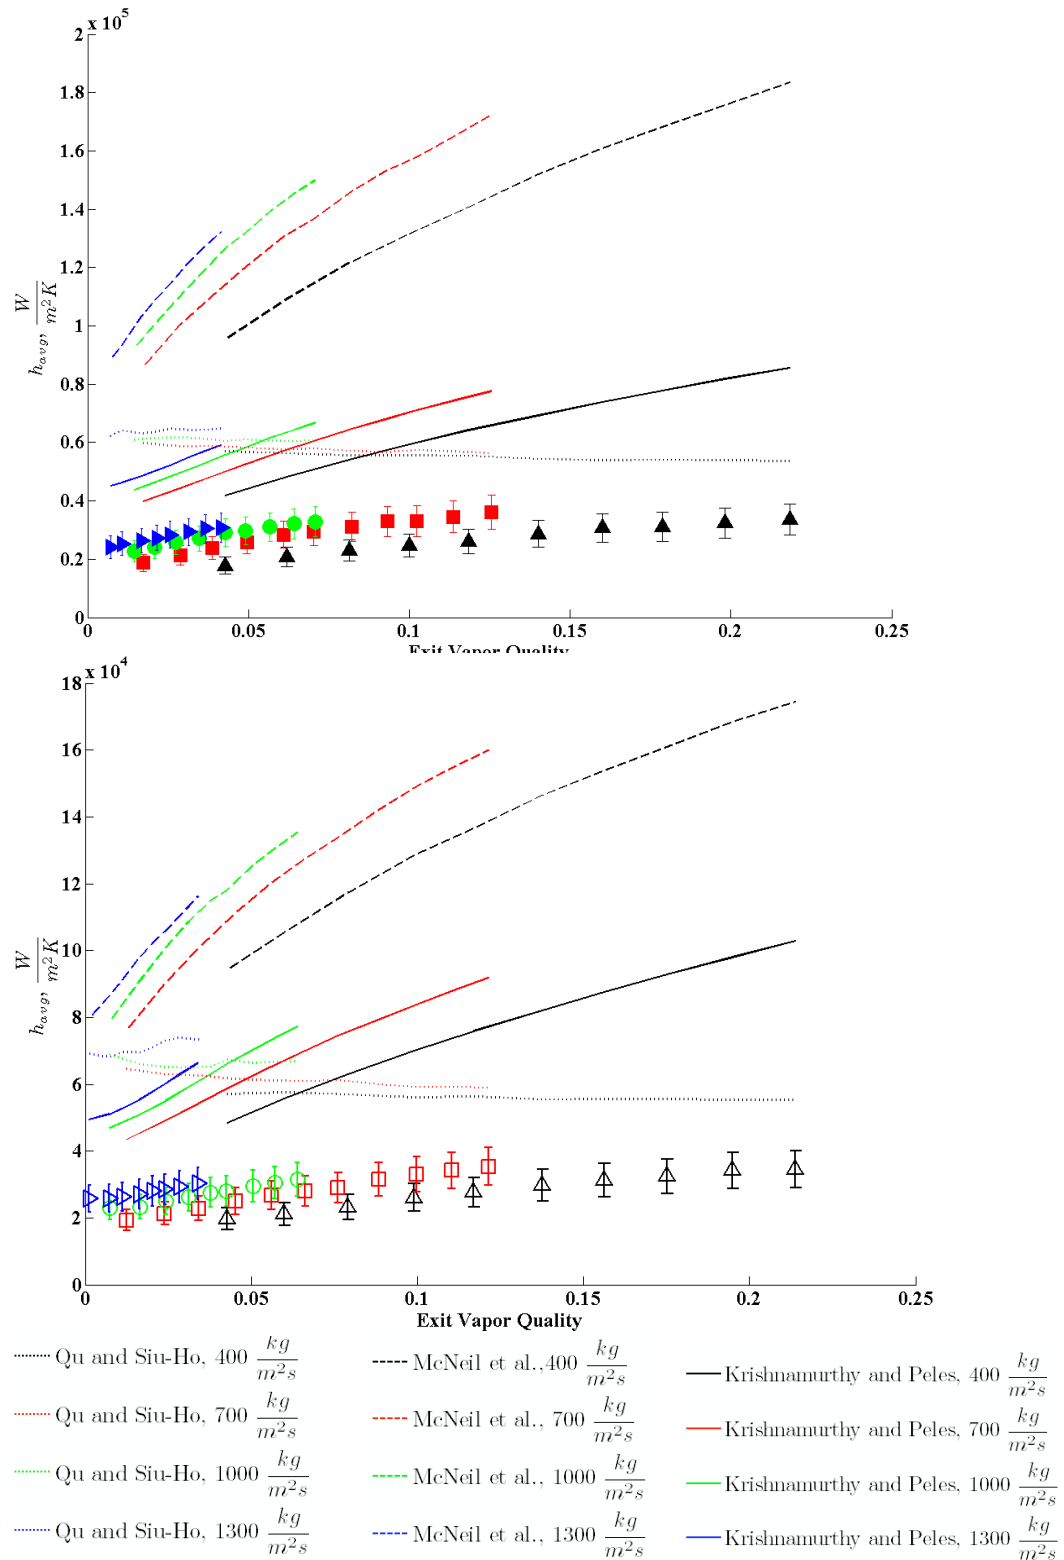 x 10^5
2
1.8
1.6
1.4
1.2
1
0.8
0.6
0.4
0.2
0
h_avg, W/m^2K
0 0.05 0.1 0.15 0.2 0.25
Exit Vapor Quality
x 10^4
18
16
14
12
10
8
6
4
2
0
h_avg, W/m^2K
0 0.05 0.1 0.15 0.2 0.25
Exit Vapor Quality
Qu and Siu-Ho, 400 kg/m^2s
Qu and Siu-Ho, 700 kg/m^2s
Qu and Siu-Ho, 1000 kg/m^2s
Qu and Siu-Ho, 1300 kg/m^2s
McNeil et al.,400 kg/m^2s
McNeil et al., 700 kg/m^2s
McNeil et al., 1000 kg/m^2s
McNeil et al., 1300 kg/m^2s
Krishnamurthy and Peles, 400 kg/m^2s
Krishnamurthy and Peles, 700 kg/m^2s
Krishnamurthy and Peles, 1000 kg/m^2s
Krishnamurthy and Peles, 1300 kg/m^2s